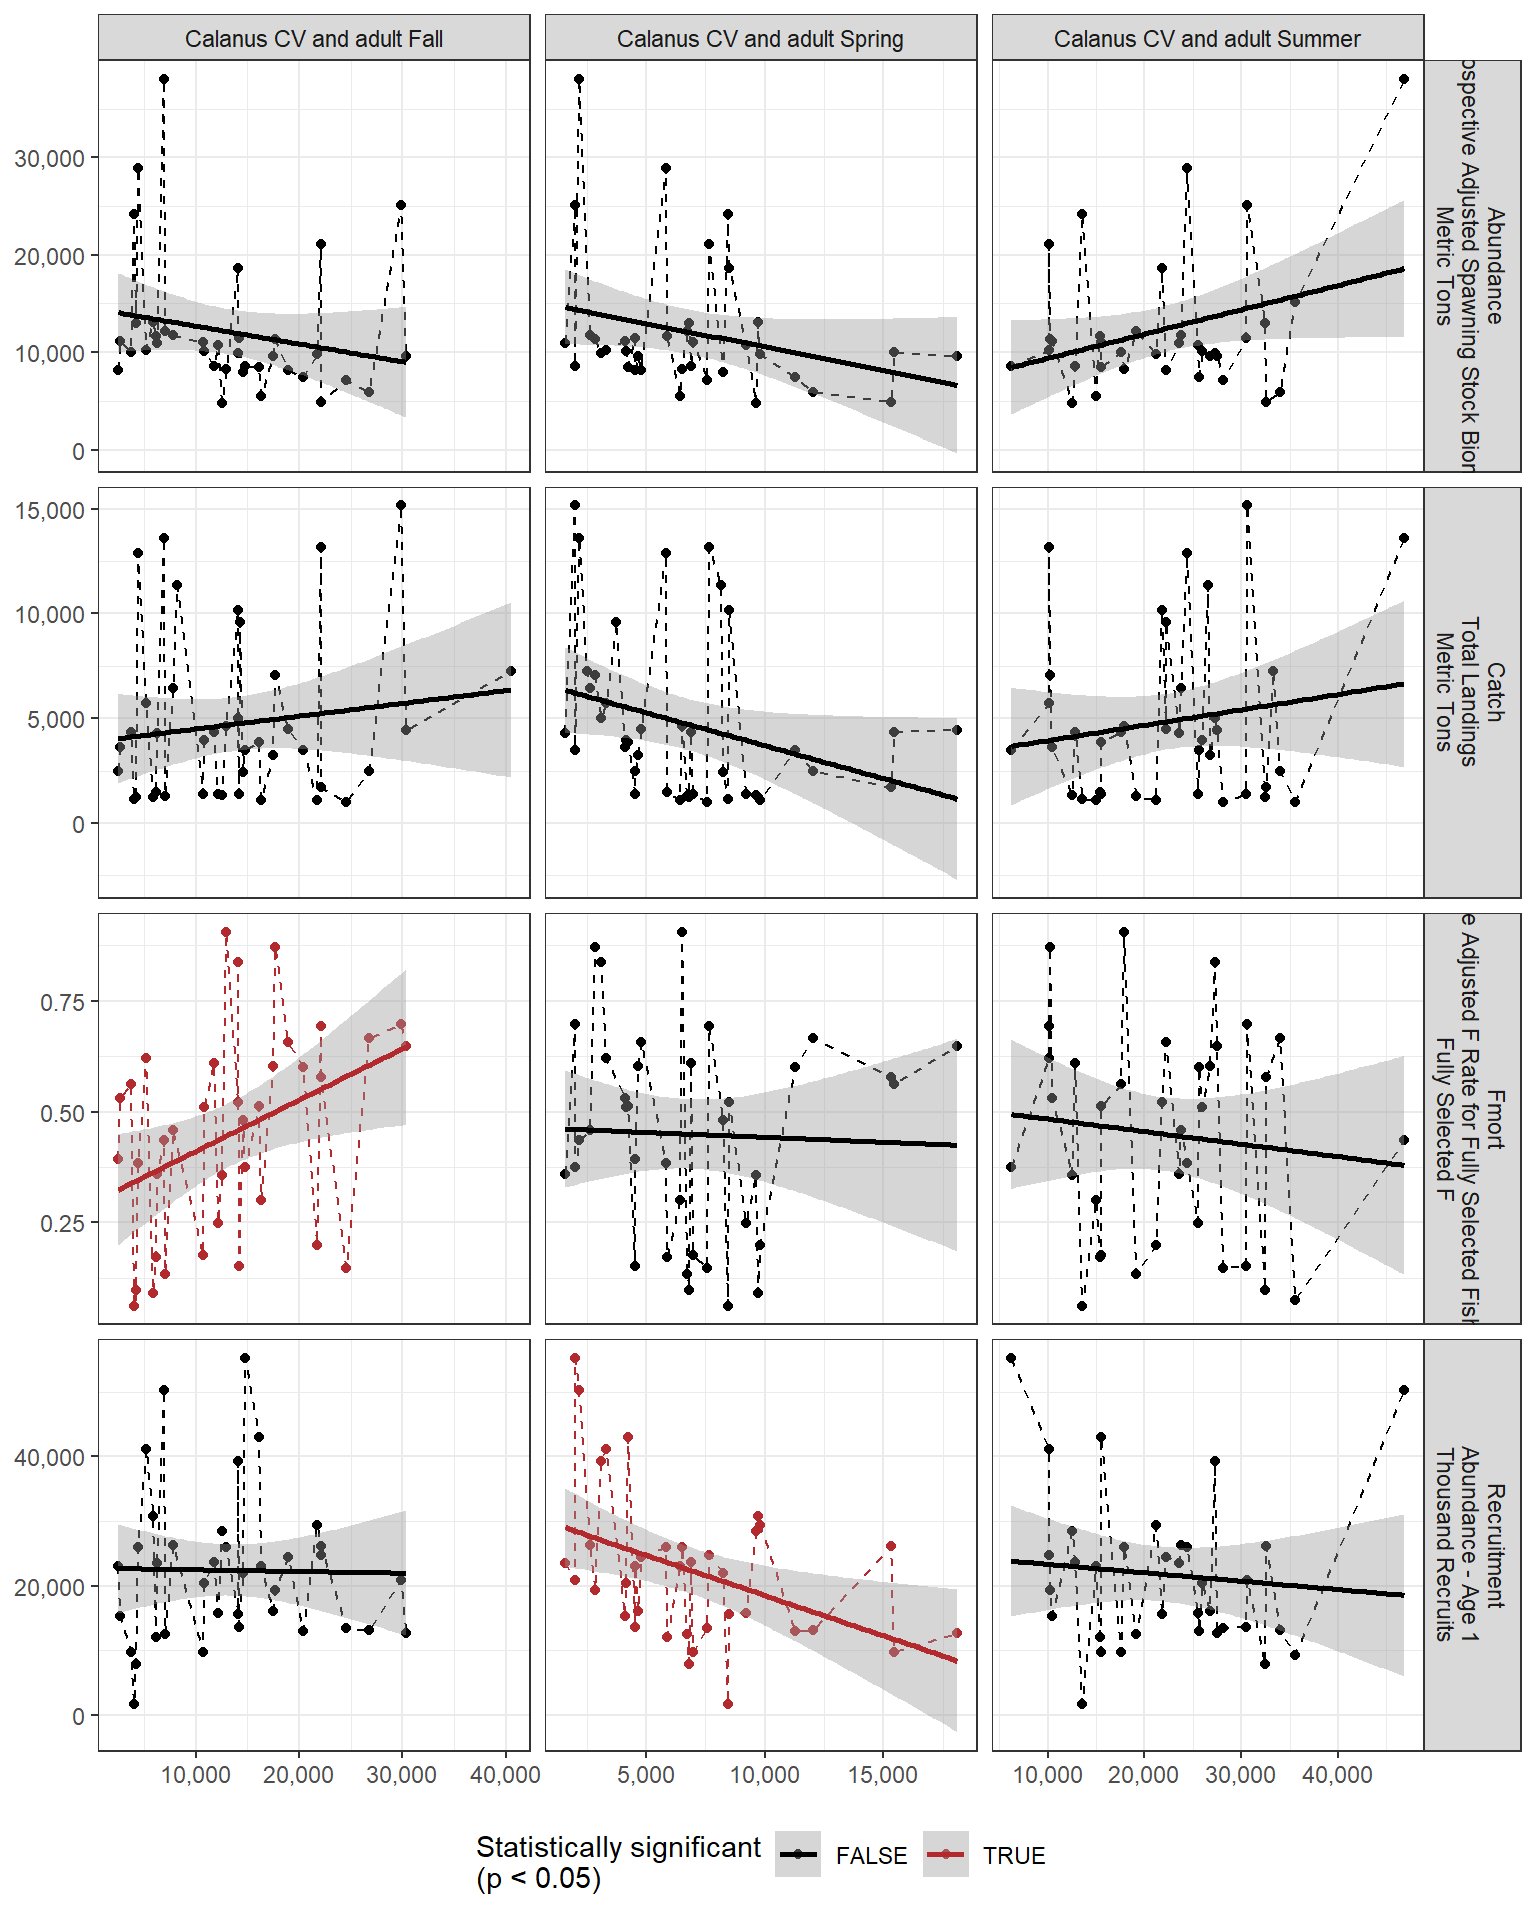 Calanus CV and adult Fall
Calanus CV and adult Spring
Calanus CV and adult Summer
30,000
20,000
10,000
0
Abundance
Adjusted Spawning Stock
Metric Tons
15,000
10,000
5,000
0
Catch
Total Landings
Metric Tons
0.75
0.50
0.25
Fmort
Adjusted F Rate for Fully Selected
Fully Selected F
40,000
20,000
0
Recruitment
Abundance - Age 1
Thousand Recruits
10,000
20,000
30,000
40,000
5,000
10,000
15,000
10,000
20,000
30,000
40,000
Statistically significant
(p < 0.05)
FALSE
TRUE